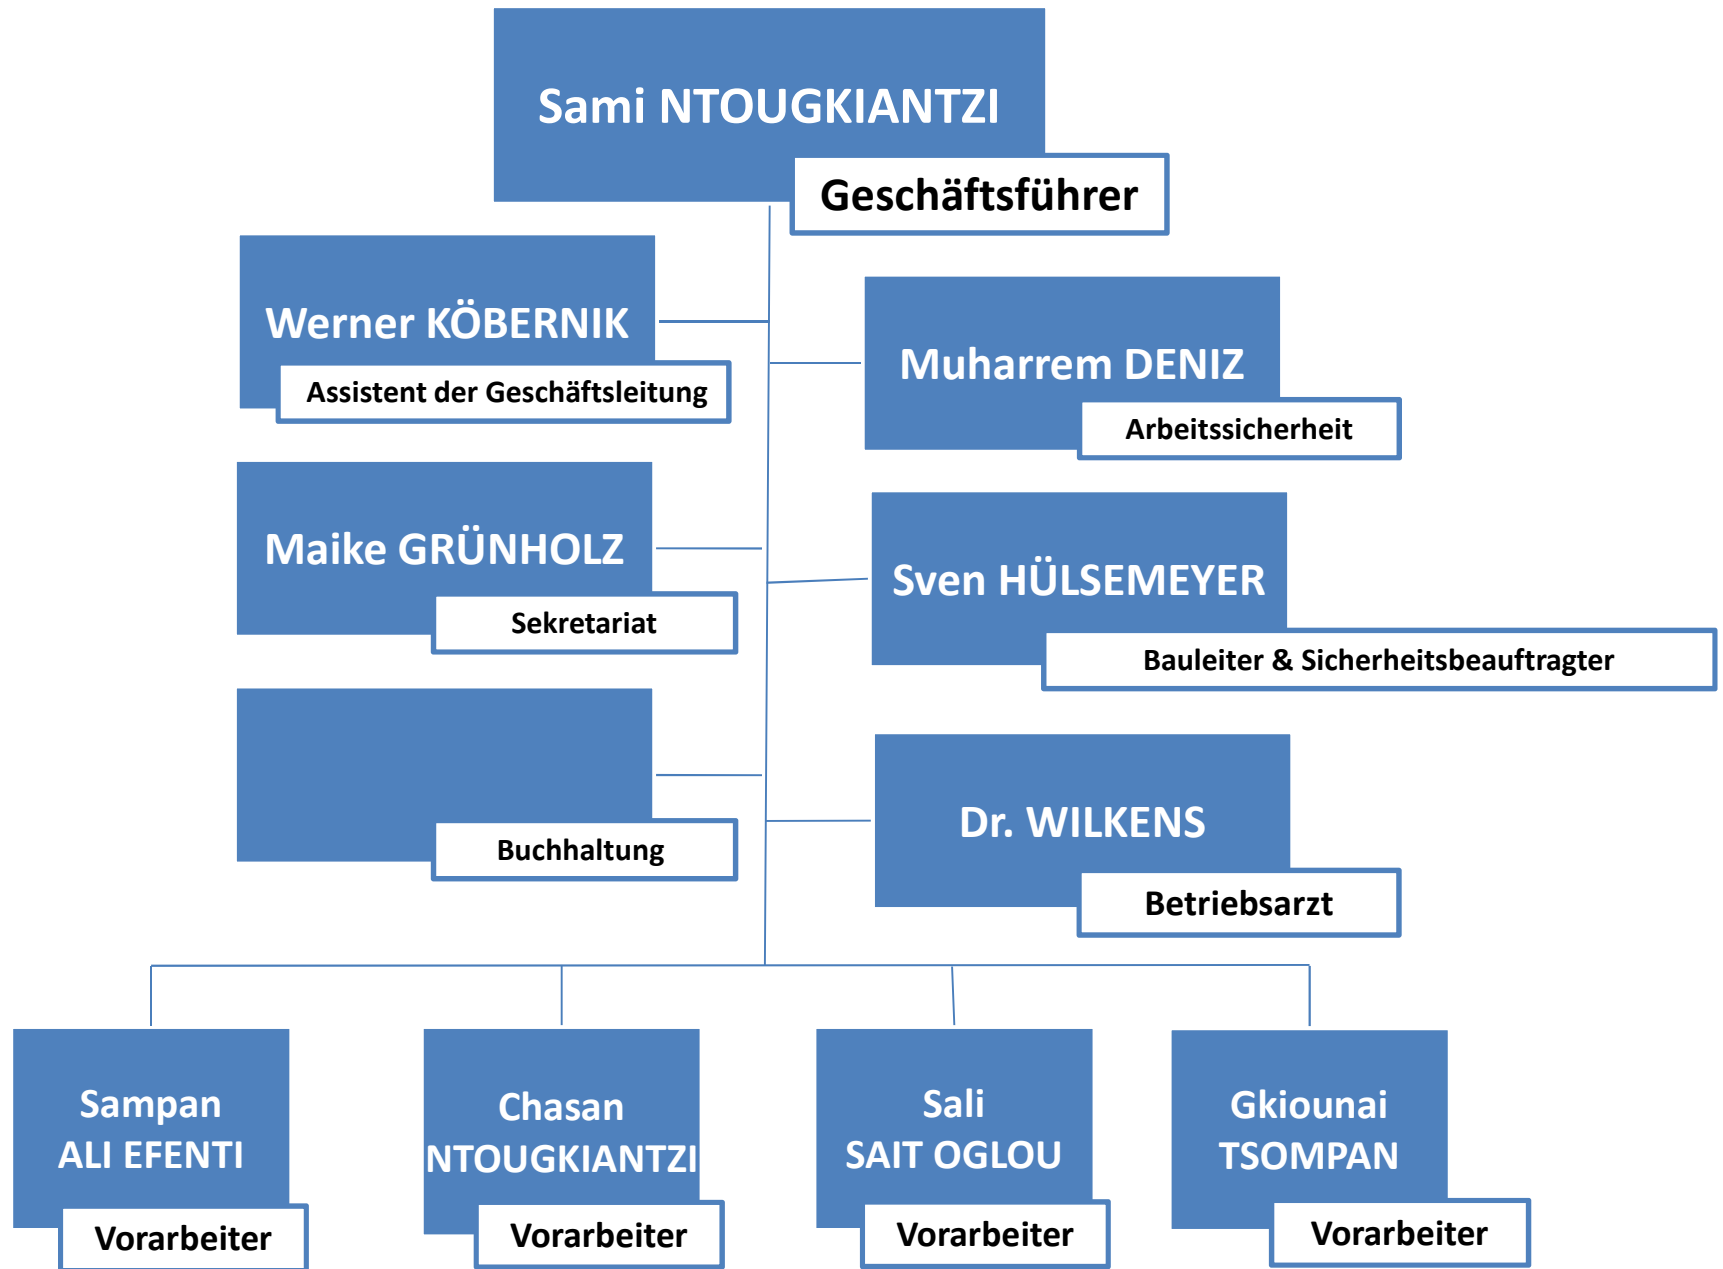 Sami NTOUGKIANTZI
Geschäftsführer
Werner KÖBERNIK
Assistent der Geschäftsleitung
Muharrem DENIZ
Arbeitssicherheit
Maike GRÜNHOLZ
Sekretariat
Sven HÜLSEMEYER
Bauleiter & Sicherheitsbeauftragter
Buchhaltung
Dr. WILKENS
Betriebsarzt
Sampan
ALI EFENTI
Vorarbeiter
Chasan
NTOUGKIANTZI
Vorarbeiter
Sali
SAIT OGLOU
Vorarbeiter
Gkiounai
TSOMPAN
Vorarbeiter